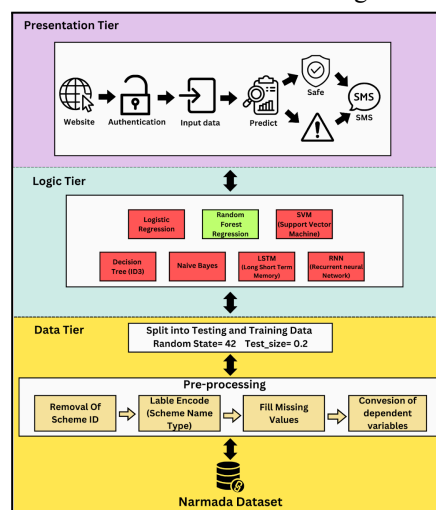 Presentation Tier
Website
Authentication
Input data
Predict
Safe
SMS
SMS
Logic Tier
Logistic
Regression
Random
Forest
Regression
SVM
(Support Vector
Machine)
Decision
Tree (ID3)
Naive Bayes
LSTM
(Long Short Term
Memory)
RNN
(Recurrent neural
Network)
Data Tier
Split into Testing and Training Data
Random State= 42 Test_size= 0.2
Pre-processing
Removal Of
Scheme ID
Lable Encode
(Scheme Name
Type)
Fill Missing
Values
Convesion of
dependent
variables
Narmada Dataset